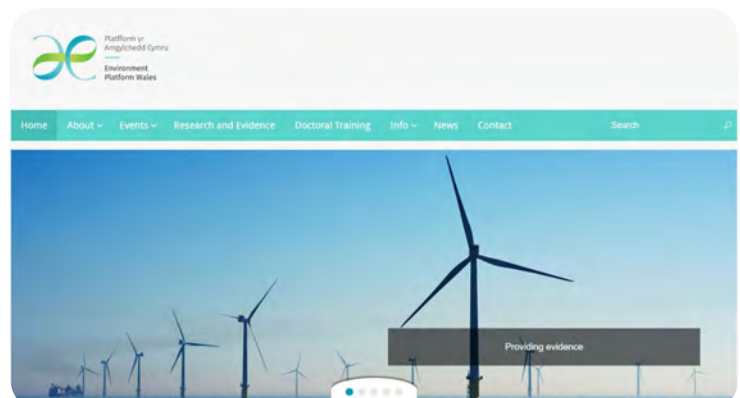 Platfform yr
Amgylchedd Cymru
Environment
Platform Wales
Home About Events Research and Evidence Doctoral Training Info News Contact Search
Providing evidence